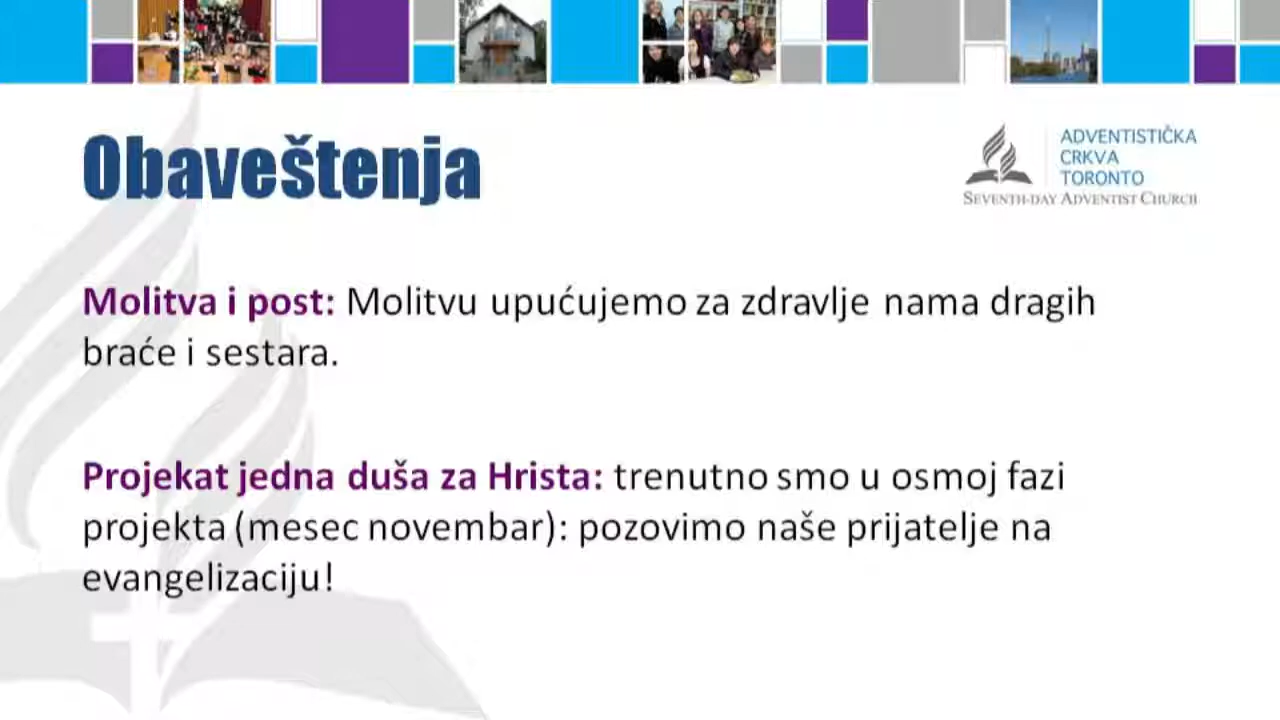 Obaveštenja
ADVENTISTIČKA
CRKVA
TORONTO
SEVENTH-DAY ADVENTIST CHURCH
Molitva i post: Molitvu upućujemo za zdravlje nama dragih
braće i sestara.
Projekat jedna duša za Hrista: trenutno smo u osmoj fazi
projekta (mesec novembar): pozovimo naše prijatelje na
evangelizaciju!